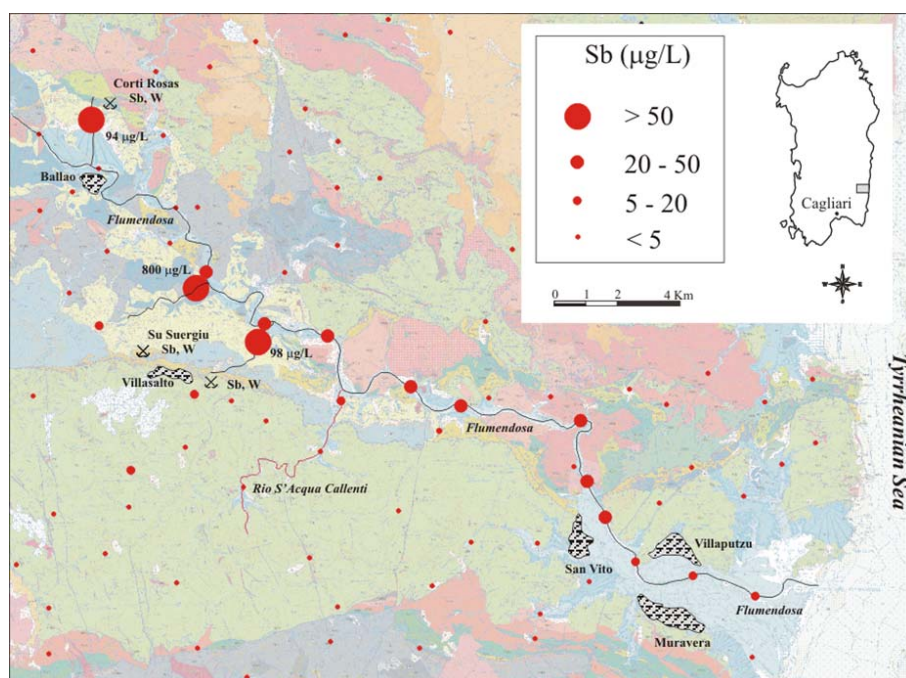 Corti Rosas
Sb, W
94 µg/L
Ballao
Flumendosa
800 µg/L
Su Suergiu
Sb, W
98 µg/L
Villasalto
Sb, W
Flumendosa
Rio S'Acqua Callenti
San Vito
Villaputzu
Flumendosa
Muravera
Tyrrheanian Sea
Sb (µg/L)
> 50
20 - 50
5 - 20
< 5
0 1 2 4 Km
Cagliari
N
W E
S